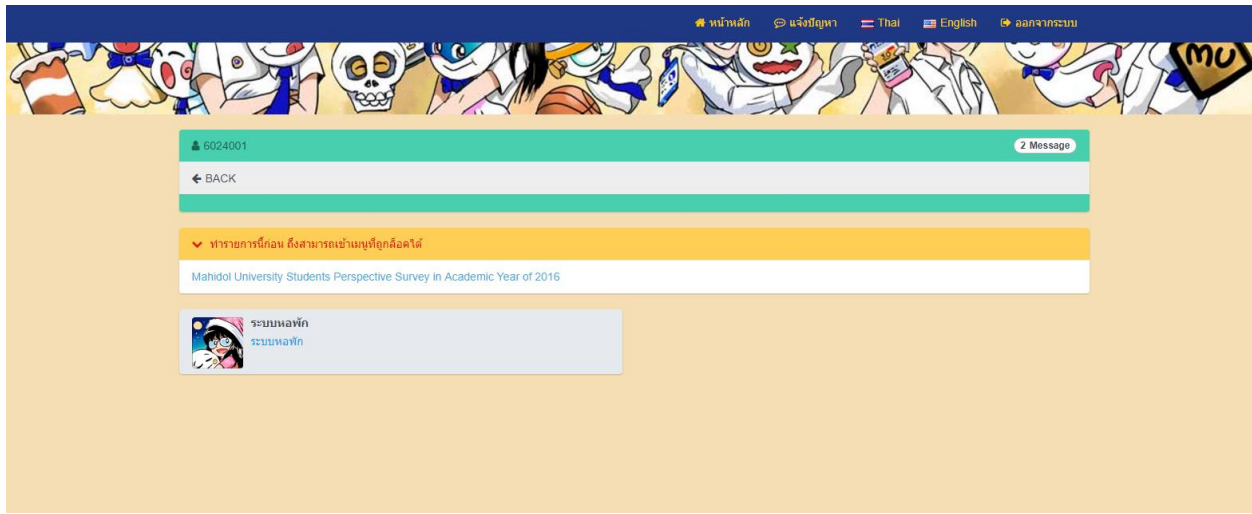 หน้าหลัก แจ้งปัญหา Thai English ออกจากระบบ
MU
6024001 2 Message
BACK
ทำรายการนี้ก่อน ถึงสามารถเข้าเมนูที่ถูกล็อคได้
Mahidol University Students Perspective Survey in Academic Year of 2016
ระบบหอพัก
ระบบหอพัก